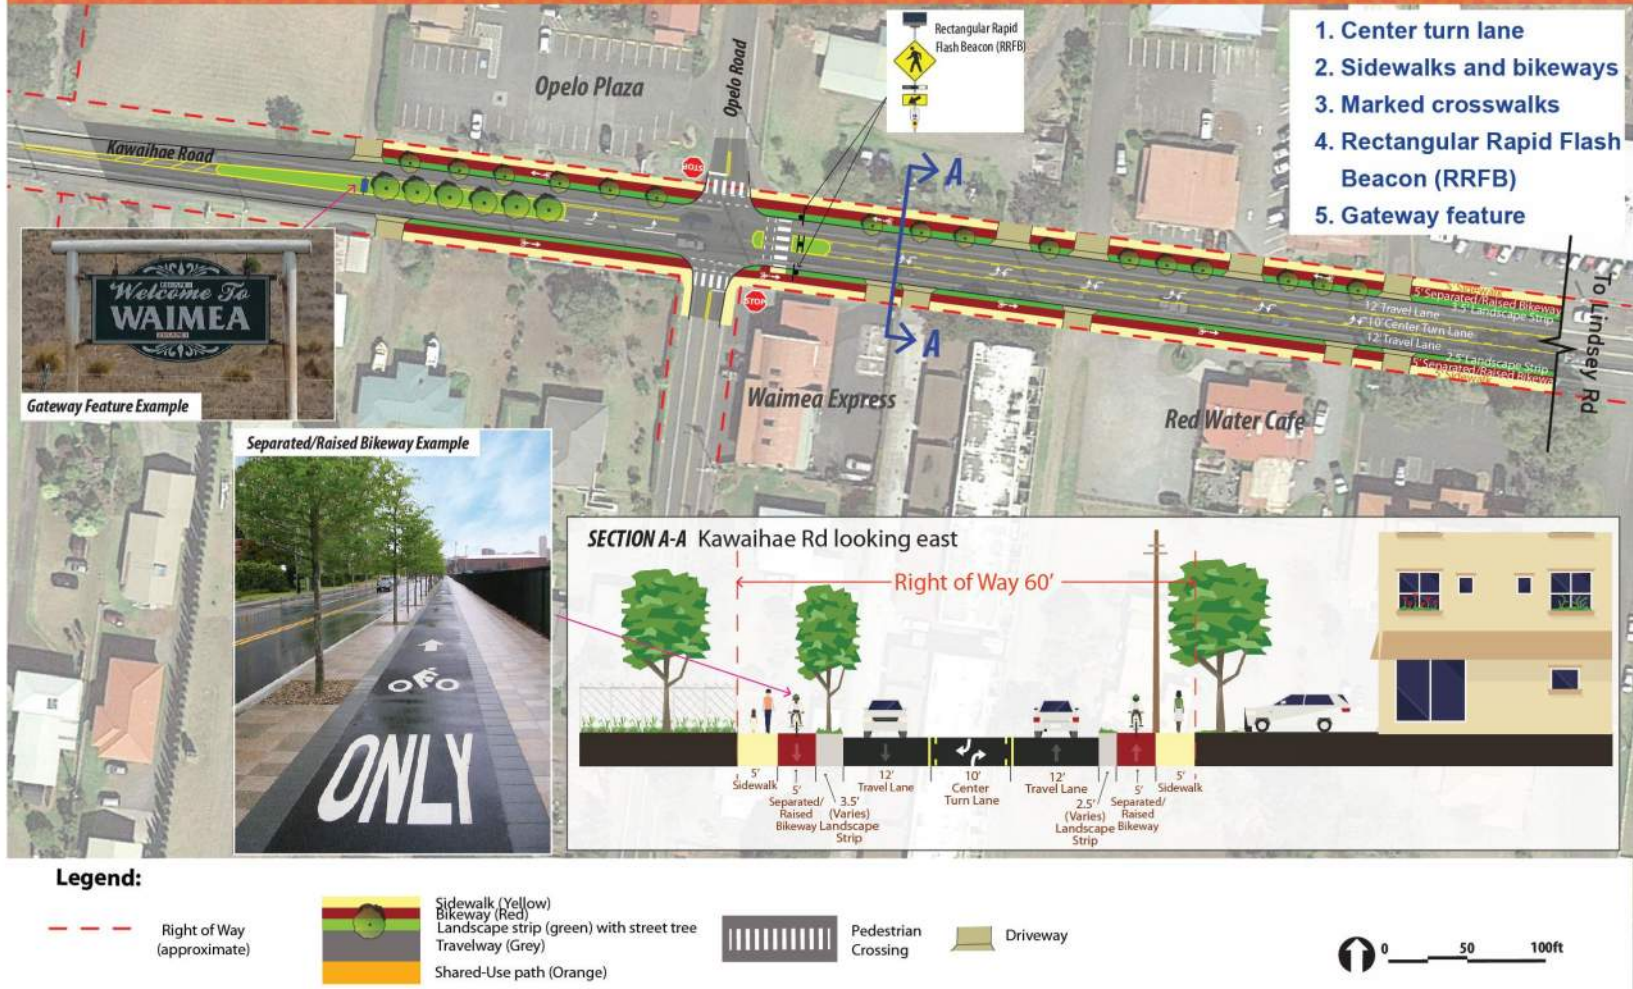 1. Center turn lane
2. Sidewalks and bikeways
3. Marked crosswalks
4. Rectangular Rapid Flash
Beacon (RRFB)
5. Gateway feature
Rectangular Rapid
Flash Beacon (RRFB)
Opelo Plaza
Opelo Road
Kawaihae Road
STOP
A
STOP
A
Welcome To
WAIMEA
Gateway Feature Example
Waimea Express
Red Water Cafe
5' Sidewalk
5' Separated/Raised Bikeway
3.5' Landscape Strip
12' Travel Lane
10' Center Turn Lane
12' Travel Lane
2.5' Landscape Strip
5' Separated/Raised Bikeway
5' Sidewalk
To Lindsey Rd
Separated/Raised Bikeway Example
ONLY
SECTION A-A Kawaihae Rd looking east
Right of Way 60'
5'
Sidewalk
5'
Separated/
Raised
Bikeway
3.5'
(Varies)
Landscape
Strip
12'
Travel Lane
10'
Center
Turn Lane
12'
Travel Lane
2.5'
(Varies)
Landscape
Strip
5'
Separated/
Raised
Bikeway
5'
Sidewalk
Legend:
Right of Way
(approximate)
Sidewalk (Yellow)
Bikeway (Red)
Landscape strip (green) with street tree
Travelway (Grey)
Shared-Use path (Orange)
Pedestrian
Crossing
Driveway
0 50 100ft